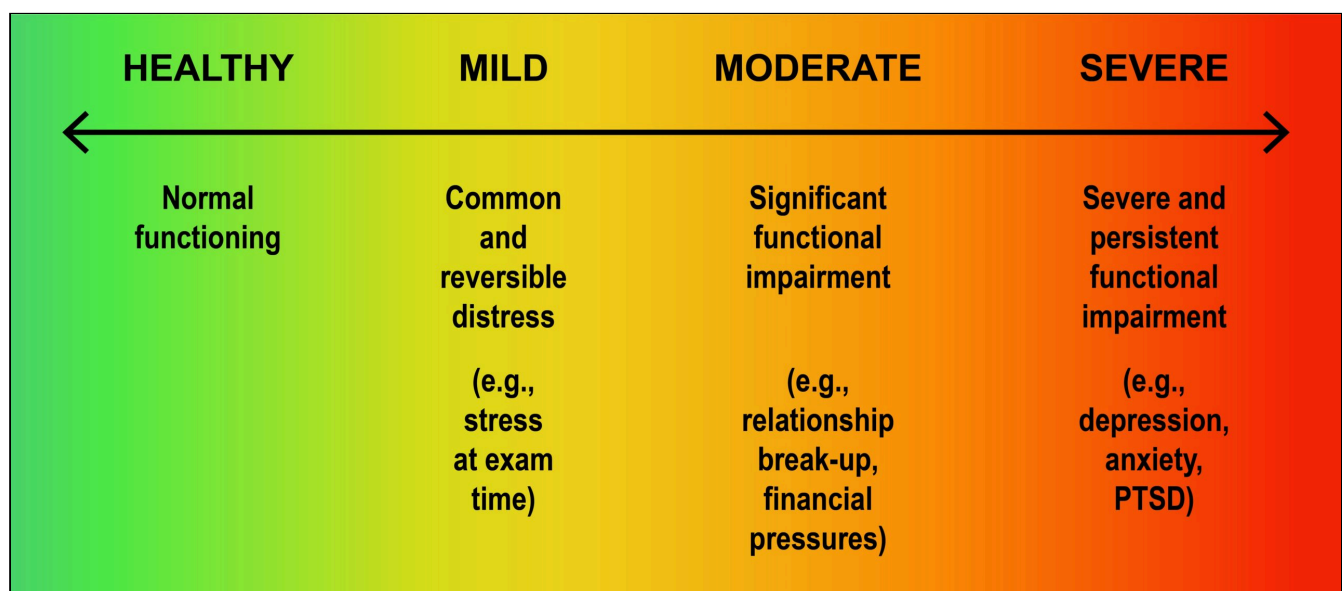 HEALTHY
MILD
MODERATE
SEVERE
Normal
functioning
Common
and
reversible
distress
(e.g.,
stress
at exam
time)
Significant
functional
impairment
(e.g.,
relationship
break-up,
financial
pressures)
Severe and
persistent
functional
impairment
(e.g.,
depression,
anxiety,
PTSD)